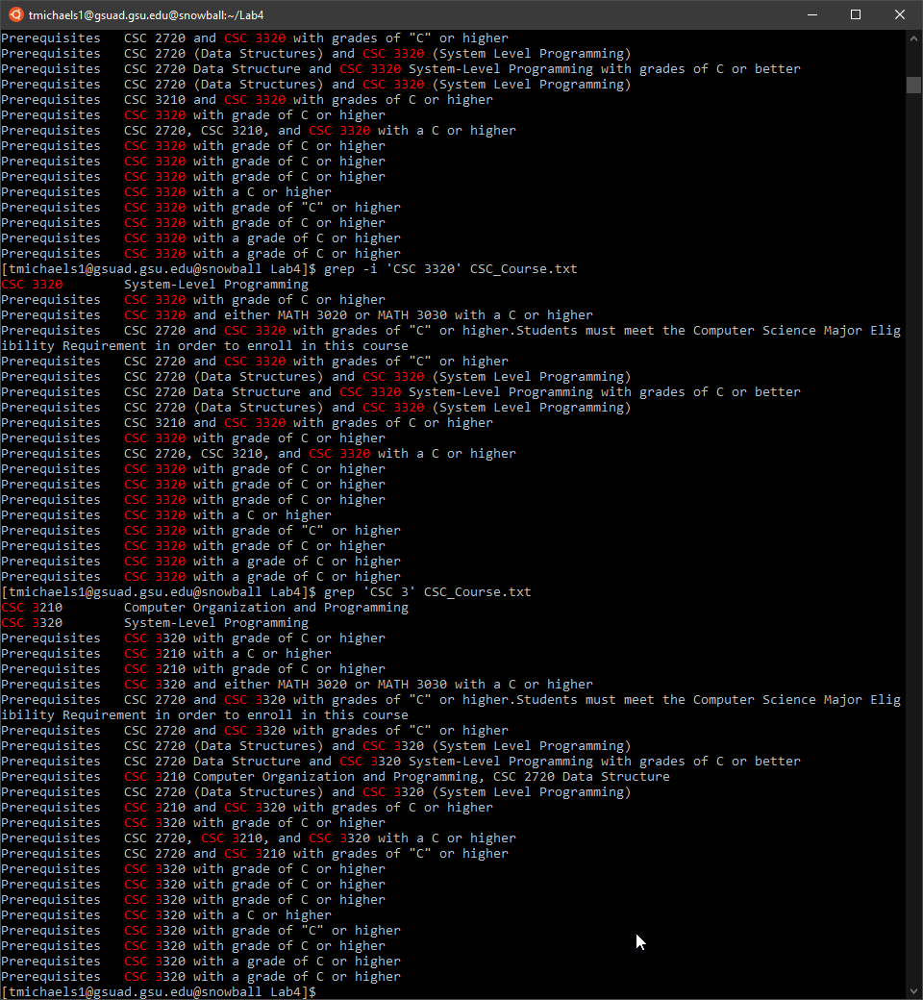 tmichaels1@gsuad.gsu.edu@snowball:~/Lab4
Prerequisites   CSC 2720 and CSC 3320 with grades of "C" or higher
Prerequisites   CSC 2720 (Data Structures) and CSC 3320 (System Level Programming)
Prerequisites   CSC 2720 Data Structure and CSC 3320 System-Level Programming with grades of C or better
Prerequisites   CSC 2720 (Data Structures) and CSC 3320 (System Level Programming)
Prerequisites   CSC 3210 and CSC 3320 with grades of C or higher
Prerequisites   CSC 3320 with grade of C or higher
Prerequisites   CSC 2720, CSC 3210, and CSC 3320 with a C or higher
Prerequisites   CSC 3320 with grade of C or higher
Prerequisites   CSC 3320 with grade of C or higher
Prerequisites   CSC 3320 with grade of C or higher
Prerequisites   CSC 3320 with a C or higher
Prerequisites   CSC 3320 with grade of "C" or higher
Prerequisites   CSC 3320 with grade of C or higher
Prerequisites   CSC 3320 with a grade of C or higher
Prerequisites   CSC 3320 with a grade of C or higher
[tmichaels1@gsuad.gsu.edu@snowball Lab4]$ grep -i 'CSC 3320' CSC_Course.txt
CSC 3320        System-Level Programming
Prerequisites   CSC 3320 with grade of C or higher
Prerequisites   CSC 3320 and either MATH 3020 or MATH 3030 with a C or higher
Prerequisites   CSC 2720 and CSC 3320 with grades of "C" or higher.Students must meet the Computer Science Major Elig
ibility Requirement in order to enroll in this course
Prerequisites   CSC 2720 and CSC 3320 with grades of "C" or higher
Prerequisites   CSC 2720 (Data Structures) and CSC 3320 (System Level Programming)
Prerequisites   CSC 2720 Data Structure and CSC 3320 System-Level Programming with grades of C or better
Prerequisites   CSC 2720 (Data Structures) and CSC 3320 (System Level Programming)
Prerequisites   CSC 3210 and CSC 3320 with grades of C or higher
Prerequisites   CSC 3320 with grade of C or higher
Prerequisites   CSC 2720, CSC 3210, and CSC 3320 with a C or higher
Prerequisites   CSC 3320 with grade of C or higher
Prerequisites   CSC 3320 with grade of C or higher
Prerequisites   CSC 3320 with grade of C or higher
Prerequisites   CSC 3320 with a C or higher
Prerequisites   CSC 3320 with grade of "C" or higher
Prerequisites   CSC 3320 with grade of C or higher
Prerequisites   CSC 3320 with a grade of C or higher
Prerequisites   CSC 3320 with a grade of C or higher
[tmichaels1@gsuad.gsu.edu@snowball Lab4]$ grep 'CSC 3' CSC_Course.txt
CSC 3210        Computer Organization and Programming
CSC 3320        System-Level Programming
Prerequisites   CSC 3320 with grade of C or higher
Prerequisites   CSC 3210 with a C or higher
Prerequisites   CSC 3210 with grade of C or higher
Prerequisites   CSC 3320 and either MATH 3020 or MATH 3030 with a C or higher
Prerequisites   CSC 2720 and CSC 3320 with grades of "C" or higher.Students must meet the Computer Science Major Elig
ibility Requirement in order to enroll in this course
Prerequisites   CSC 2720 and CSC 3320 with grades of "C" or higher
Prerequisites   CSC 2720 (Data Structures) and CSC 3320 (System Level Programming)
Prerequisites   CSC 2720 Data Structure and CSC 3320 System-Level Programming with grades of C or better
Prerequisites   CSC 3210 Computer Organization and Programming, CSC 2720 Data Structure
Prerequisites   CSC 2720 (Data Structures) and CSC 3320 (System Level Programming)
Prerequisites   CSC 3210 and CSC 3320 with grades of C or higher
Prerequisites   CSC 3320 with grade of C or higher
Prerequisites   CSC 2720, CSC 3210, and CSC 3320 with a C or higher
Prerequisites   CSC 2720 and CSC 3210 with grades of "C" or higher
Prerequisites   CSC 3320 with grade of C or higher
Prerequisites   CSC 3320 with grade of C or higher
Prerequisites   CSC 3320 with grade of C or higher
Prerequisites   CSC 3320 with a C or higher
Prerequisites   CSC 3320 with grade of "C" or higher
Prerequisites   CSC 3320 with grade of C or higher
Prerequisites   CSC 3320 with a grade of C or higher
Prerequisites   CSC 3320 with a grade of C or higher
[tmichaels1@gsuad.gsu.edu@snowball Lab4]$